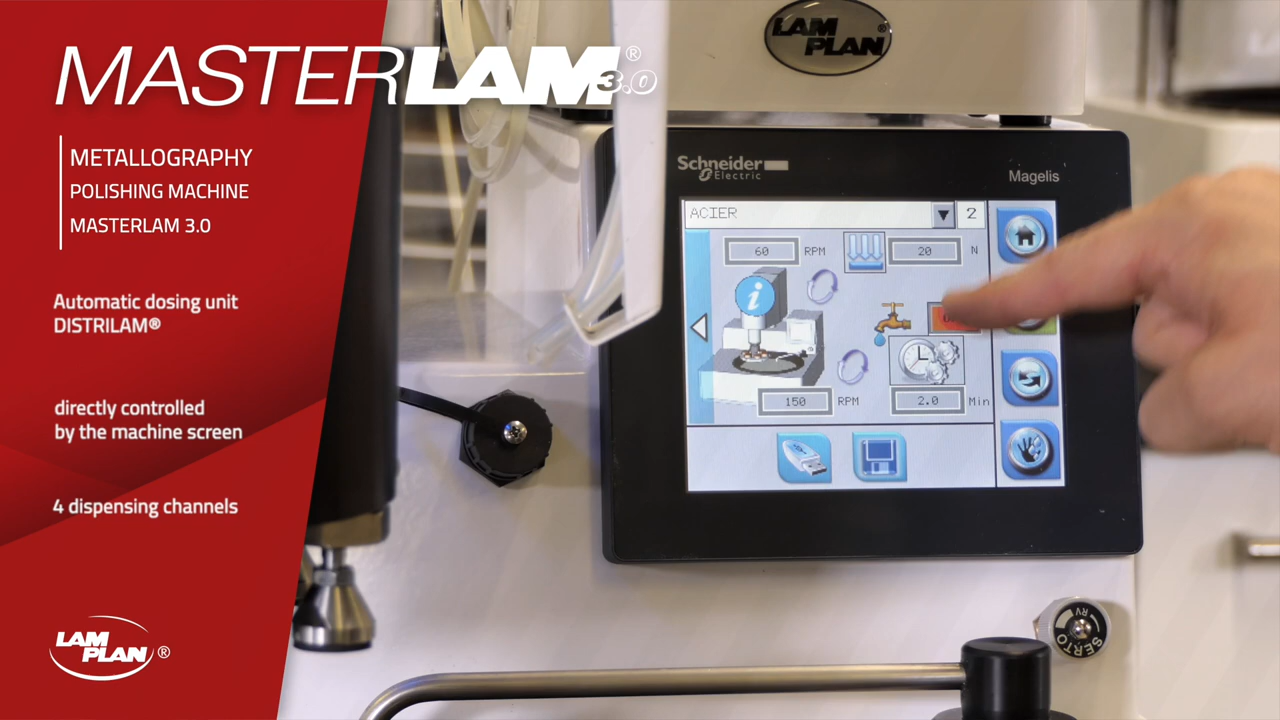 MASTERLAM® 3.0
METALLOGRAPHY
POLISHING MACHINE
MASTERLAM 3.0
Automatic dosing unit
DISTRILAM®
directly controlled
by the machine screen
4 dispensing channels
LAM
PLAN ®
LAM
PLAN ®
Schneider
Electric
Magelis
ACIER
2
60 RPM
20 N
i
150 RPM
2.0 Min
SERTO
RV